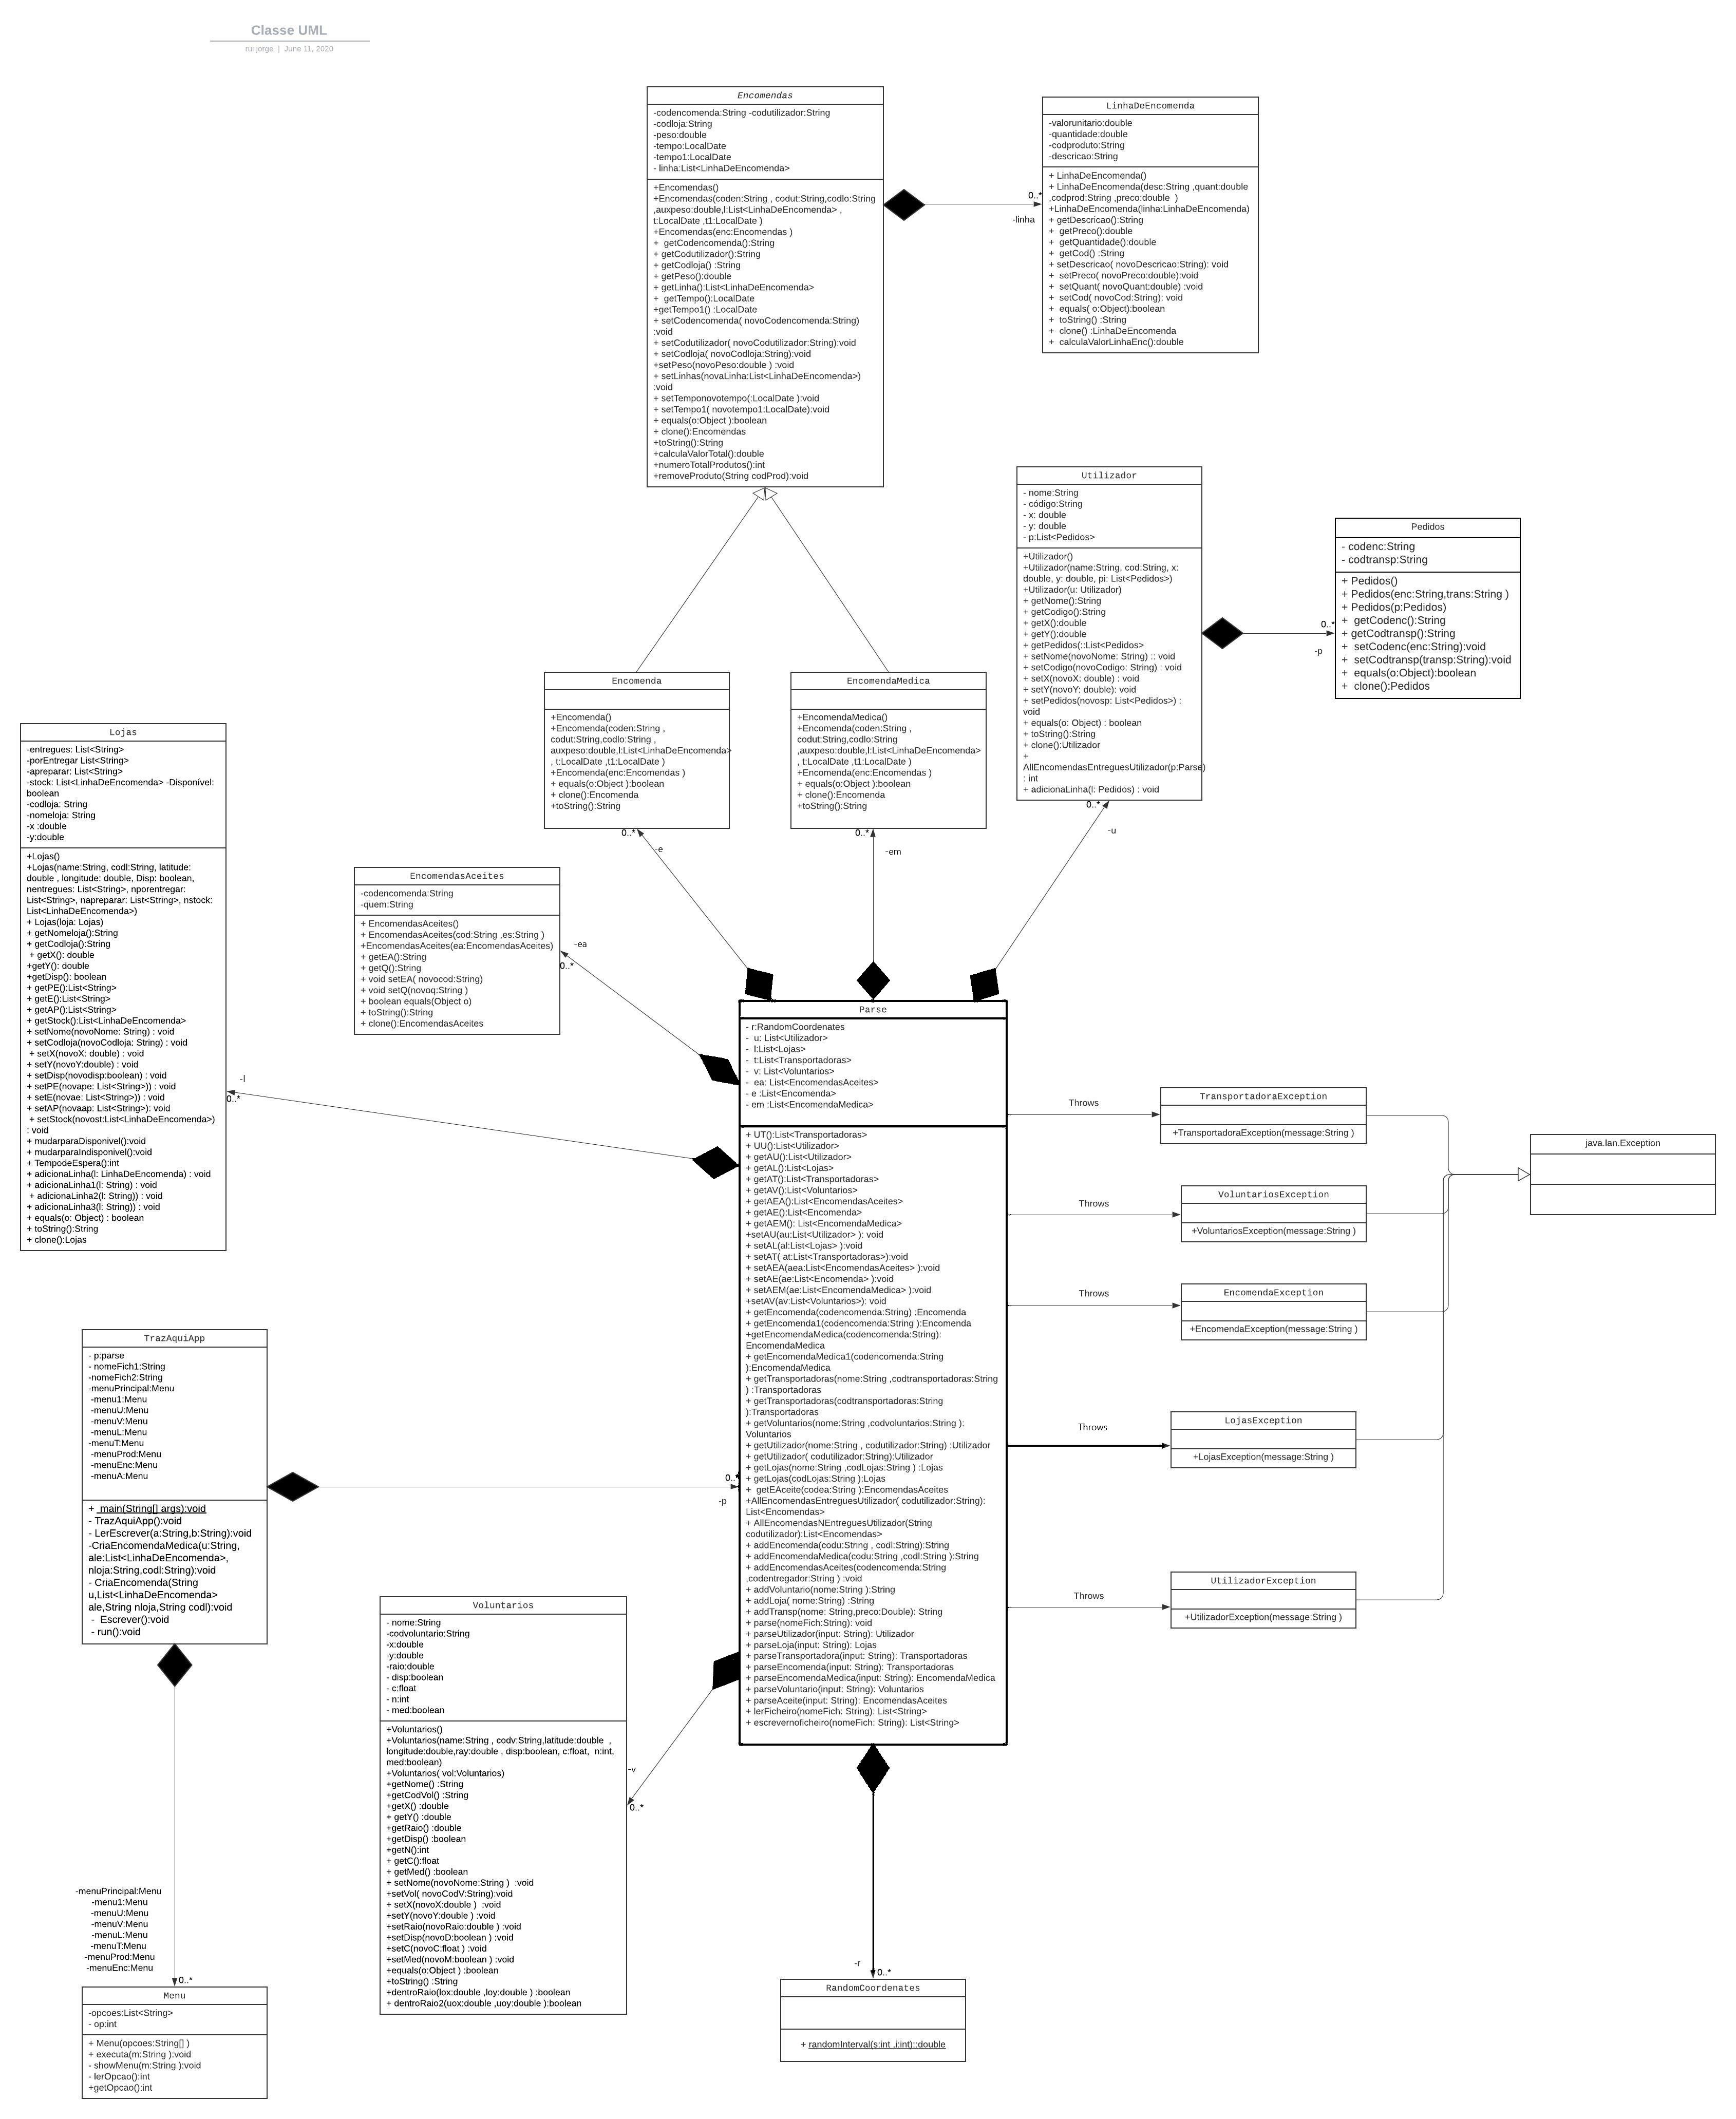 Classe UML
rui jorge | June 11, 2020
Encomendas
-codencomenda:String -codutilizador:String
-codloja:String
-peso:double
-tempo:LocalDate
-tempo1:LocalDate
- linha:List<LinhaDeEncomenda>
+Encomendas()
+Encomendas(coden:String , codut:String,codlo:String
,auxpeso:double,l:List<LinhaDeEncomenda> ,
t:LocalDate ,t1:LocalDate )
+Encomendas(enc:Encomendas )
+ getCodencomenda():String
+ getCodutilizador():String
+ getCodloja() :String
+ getPeso():double
+ getLinha():List<LinhaDeEncomenda>
+ getTempo():LocalDate
+getTempo1() :LocalDate
+ setCodencomenda( novoCodencomenda:String)
:void
+ setCodutilizador( novoCodutilizador:String):void
+ setCodloja( novoCodloja:String):void
+setPeso(novoPeso:double ) :void
+ setLinhas(novaLinha:List<LinhaDeEncomenda>)
:void
+ setTemponovotempo(:LocalDate ):void
+ setTempo1( novotempo1:LocalDate):void
+ equals(o:Object ):boolean
+ clone():Encomendas
+toString():String
+calculaValorTotal():double
+numeroTotalProdutos():int
+removeProduto(String codProd):void
LinhaDeEncomenda
-valorunitario:double
-quantidade:double
-codproduto:String
-descricao:String
+ LinhaDeEncomenda()
+ LinhaDeEncomenda(desc:String ,quant:double
,codprod:String ,preco:double )
+LinhaDeEncomenda(linha:LinhaDeEncomenda)
+ getDescricao():String
+ getPreco():double
+ getQuantidade():double
+ getCod() :String
+ setDescricao( novoDescricao:String): void
+ setPreco( novoPreco:double):void
+ setQuant( novoQuant:double) :void
+ setCod( novoCod:String): void
+ equals( o:Object):boolean
+ toString() :String
+ clone() :LinhaDeEncomenda
+ calculaValorLinhaEnc():double
0..*
-linha
Utilizador
- nome:String
- código:String
- x: double
- y: double
- p:List<Pedidos>
+Utilizador()
+Utilizador(name:String, cod:String, x:
double, y: double, pi: List<Pedidos>)
+Utilizador(u: Utilizador)
+ getNome():String
+ getCodigo():String
+ getX():double
+ getY():double
+ getPedidos(::List<Pedidos>
+ setNome(novoNome: String) :: void
+ setCodigo(novoCodigo: String) : void
+ setX(novoX: double) : void
+ setY(novoY: double): void
+ setPedidos(novosp: List<Pedidos>) :
void
+ equals(o: Object) : boolean
+ toString():String
+ clone():Utilizador
+
AllEncomendasEntreguesUtilizador(p:Parse)
: int
+ adicionaLinha(l: Pedidos) : void
0..*
-u
Pedidos
- codenc:String
- codtransp:String
+ Pedidos()
+ Pedidos(enc:String,trans:String )
+ Pedidos(p:Pedidos)
+ getCodenc():String
+ getCodtransp():String
+ setCodenc(enc:String):void
+ setCodtransp(transp:String):void
+ equals(o:Object):boolean
+ clone():Pedidos
0..*
-p
Encomenda
+Encomenda()
+Encomenda(coden:String ,
codut:String,codlo:String ,
auxpeso:double,l:List<LinhaDeEncomenda>
, t:LocalDate ,t1:LocalDate )
+Encomenda(enc:Encomendas )
+ equals(o:Object ):boolean
+ clone():Encomenda
+toString():String
0..*
-e
EncomendaMedica
+EncomendaMedica()
+Encomenda(coden:String ,
codut:String,codlo:String
,auxpeso:double,l:List<LinhaDeEncomenda>
, t:LocalDate ,t1:LocalDate )
+Encomenda(enc:Encomendas )
+ equals(o:Object ):boolean
+ clone():Encomenda
+toString():String
0..*
-em
Lojas
-entregues: List<String>
-porEntregar List<String>
-apreparar: List<String>
-stock: List<LinhaDeEncomenda> -Disponível:
boolean
-codloja: String
-nomeloja: String
-x :double
-y:double
+Lojas()
+Lojas(name:String, codl:String, latitude:
double , longitude: double, Disp: boolean,
nentregues: List<String>, nporentregar:
List<String>, napreparar: List<String>, nstock:
List<LinhaDeEncomenda>)
+ Lojas(loja: Lojas)
+ getNomeloja():String
+ getCodloja():String
+ getX(): double
+getY(): double
+getDisp(): boolean
+ getPE():List<String>
+ getE():List<String>
+ getAP():List<String>
+ getStock():List<LinhaDeEncomenda>
+ setNome(novoNome: String) : void
+ setCodloja(novoCodloja: String) : void
+ setX(novoX: double) : void
+ setY(novoY:double) : void
+ setDisp(novodisp:boolean) : void
+ setPE(novape: List<String>)) : void
+ setE(novae: List<String>)) : void
+ setAP(novaap: List<String>): void
+ setStock(novost:List<LinhaDeEncomenda>)
: void
+ mudarparaDisponivel():void
+ mudarparaIndisponivel():void
+ TempodeEspera():int
+ adicionaLinha(l: LinhaDeEncomenda) : void
+ adicionaLinha1(l: String) : void
+ adicionaLinha2(l: String)) : void
+ adicionaLinha3(l: String)) : void
+ equals(o: Object) : boolean
+ toString():String
+ clone():Lojas
-l
0..*
EncomendasAceites
-codencomenda:String
-quem:String
+ EncomendasAceites()
+ EncomendasAceites(cod:String ,es:String )
+EncomendasAceites(ea:EncomendasAceites)
+ getEA():String
+ getQ():String
+ void setEA( novocod:String)
+ void setQ(novoq:String )
+ boolean equals(Object o)
+ toString():String
+ clone():EncomendasAceites
-ea
0..*
Parse
- r:RandomCoordenates
- u: List<Utilizador>
- l:List<Lojas>
- t:List<Transportadoras>
- v: List<Voluntarios>
- ea: List<EncomendasAceites>
- e :List<Encomenda>
- em :List<EncomendaMedica>
+ UT():List<Transportadoras>
+ UU():List<Utilizador>
+ getAU():List<Utilizador>
+ getAL():List<Lojas>
+ getAT():List<Transportadoras>
+ getAV():List<Voluntarios>
+ getAEA():List<EncomendasAceites>
+ getAE():List<Encomenda>
+ getAEM(): List<EncomendaMedica>
+setAU(au:List<Utilizador> ): void
+ setAL(al:List<Lojas> ):void
+ setAT( at:List<Transportadoras>):void
+ setAEA(aea:List<EncomendasAceites> ):void
+ setAE(ae:List<Encomenda> ):void
+ setAEM(ae:List<EncomendaMedica> ):void
+setAV(av:List<Voluntarios>): void
+ getEncomenda(codencomenda:String) :Encomenda
+ getEncomenda1(codencomenda:String ):Encomenda
+getEncomendaMedica(codencomenda:String):
EncomendaMedica
+ getEncomendaMedica1(codencomenda:String
):EncomendaMedica
+ getTransportadoras(nome:String ,codtransportadoras:String
) :Transportadoras
+ getTransportadoras(codtransportadoras:String
):Transportadoras
+ getVoluntarios(nome:String ,codvoluntarios:String ):
Voluntarios
+ getUtilizador(nome:String , codutilizador:String) :Utilizador
+ getUtilizador( codutilizador:String):Utilizador
+ getLojas(nome:String ,codLojas:String ) :Lojas
+ getLojas(codLojas:String ):Lojas
+ getEAceite(codea:String ):EncomendasAceites
+AllEncomendasEntreguesUtilizador( codutilizador:String):
List<Encomendas>
+ AllEncomendasNEntreguesUtilizador(String
codutilizador):List<Encomendas>
+ addEncomenda(codu:String , codl:String):String
+ addEncomendaMedica(codu:String ,codl:String ):String
+ addEncomendasAceites(codencomenda:String
,codentregador:String ) : void
+ addVoluntario(nome:String ):String
+ addLoja( nome:String) :String
+ addTransp(nome: String,preco:Double): String
+ parse(nomeFich:String): void
+ parseUtilizador(input: String): Utilizador
+ parseLoja(input: String): Lojas
+ parseTransportadora(input: String): Transportadoras
+ parseEncomenda(input: String): Transportadoras
+ parseEncomendaMedica(input: String): EncomendaMedica
+ parseVoluntario(input: String): Voluntarios
+ parseAceite(input: String): EncomendasAceites
+ lerFicheiro(nomeFich: String): List<String>
+ escrevernoficheiro(nomeFich: String): List<String>
Throws
TransportadoraException
+TransportadoraException(message:String )
java.lan.Exception
Throws
VoluntariosException
+VoluntariosException(message:String )
Throws
EncomendaException
+EncomendaException(message:String )
Throws
LojasException
+LojasException(message:String )
Throws
UtilizadorException
+UtilizadorException(message:String )
TrazAquiApp
- p:parse
- nomeFich1:String
-nomeFich2:String
-menuPrincipal:Menu
-menu1:Menu
-menuU:Menu
-menuV:Menu
-menuL:Menu
-menuT:Menu
-menuProd:Menu
-menuEnc:Menu
-menuA:Menu
+ main(String[] args):void
- TrazAquiApp():void
- LerEscrever(a:String,b:String):void
-CriaEncomendaMedica(u:String,
ale:List<LinhaDeEncomenda>,
nloja:String,codl:String):void
- CriaEncomenda(String
u,List<LinhaDeEncomenda>
ale,String nloja,String codl):void
- Escrever():void
- run():void
0..*
-p
Voluntarios
- nome:String
-codvoluntario:String
-x:double
-y:double
-raio:double
- disp:boolean
- c:float
- n:int
- med:boolean
+Voluntarios()
+Voluntarios(name:String , codv:String,latitude:double ,
longitude:double,ray:double , disp:boolean, c:float, n:int,
med:boolean)
+Voluntarios( vol:Voluntarios)
+getNome() :String
+getCodVol() :String
+getX() :double
+ getY() :double
+getRaio() :double
+getDisp() :boolean
+getN():int
+ getC():float
+ getMed() :boolean
+ setNome(novoNome:String ) :void
+setVol( novoCodV:String):void
+ setX(novoX:double ) :void
+setY(novoY:double ) :void
+setRaio(novoRaio:double ) :void
+setDisp(novoD:boolean ) :void
+setC(novoC:float ) :void
+setMed(novoM:boolean ) :void
+equals(o:Object ) :boolean
+toString() :String
+dentroRaio(lox:double ,loy:double ) :boolean
+ dentroRaio2(uox:double ,uoy:double ):boolean
-v
0..*
-menuPrincipal:Menu
-menu1:Menu
-menuU:Menu
-menuV:Menu
-menuL:Menu
-menuT:Menu
-menuProd:Menu
-menuEnc:Menu
0..*
Menu
-opcoes:List<String>
- op:int
+ Menu(opcoes:String[] )
+ executa(m:String ):void
- showMenu(m:String ):void
- lerOpcao():int
+getOpcao():int
-r
0..*
RandomCoordenates
+ randomInterval(s:int ,i:int)::double